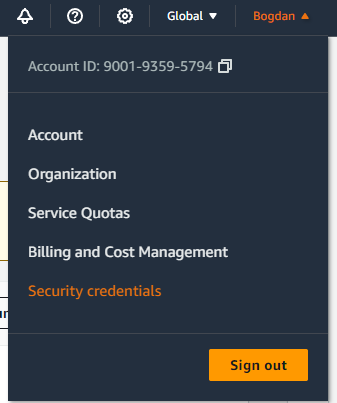 Global ▼ Bogdan ▲
Account ID: 9001-9359-5794
Account
Organization
Service Quotas
Billing and Cost Management
Security credentials
Sign out